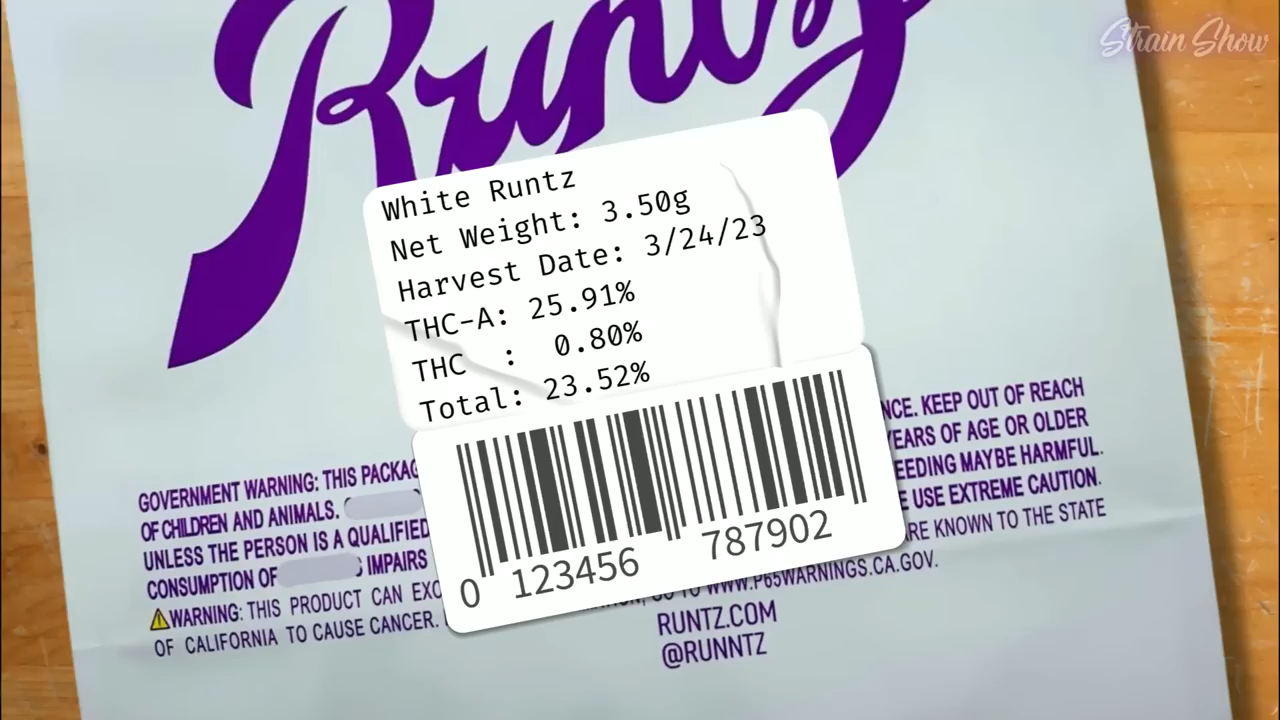 Strain Show
Runtz
White Runtz
Net Weight: 3.50g
Harvest Date: 3/24/23
THC-A: 25.91%
THC : 0.80%
Total: 23.52%
0 123456 787902
GOVERNMENT WARNING: THIS PACKAG NCE. KEEP OUT OF REACH
OF CHILDREN AND ANIMALS. YEARS OF AGE OR OLDER
UNLESS THE PERSON IS A QUALIFIED EEDING MAYBE HARMFUL.
CONSUMPTION OF IMPAIRS E USE EXTREME CAUTION.
WARNING: THIS PRODUCT CAN EXC RE KNOWN TO THE STATE
OF CALIFORNIA TO CAUSE CANCER. GO TO WWW.P65WARNINGS.CA.GOV.
RUNTZ.COM
@RUNNTZ